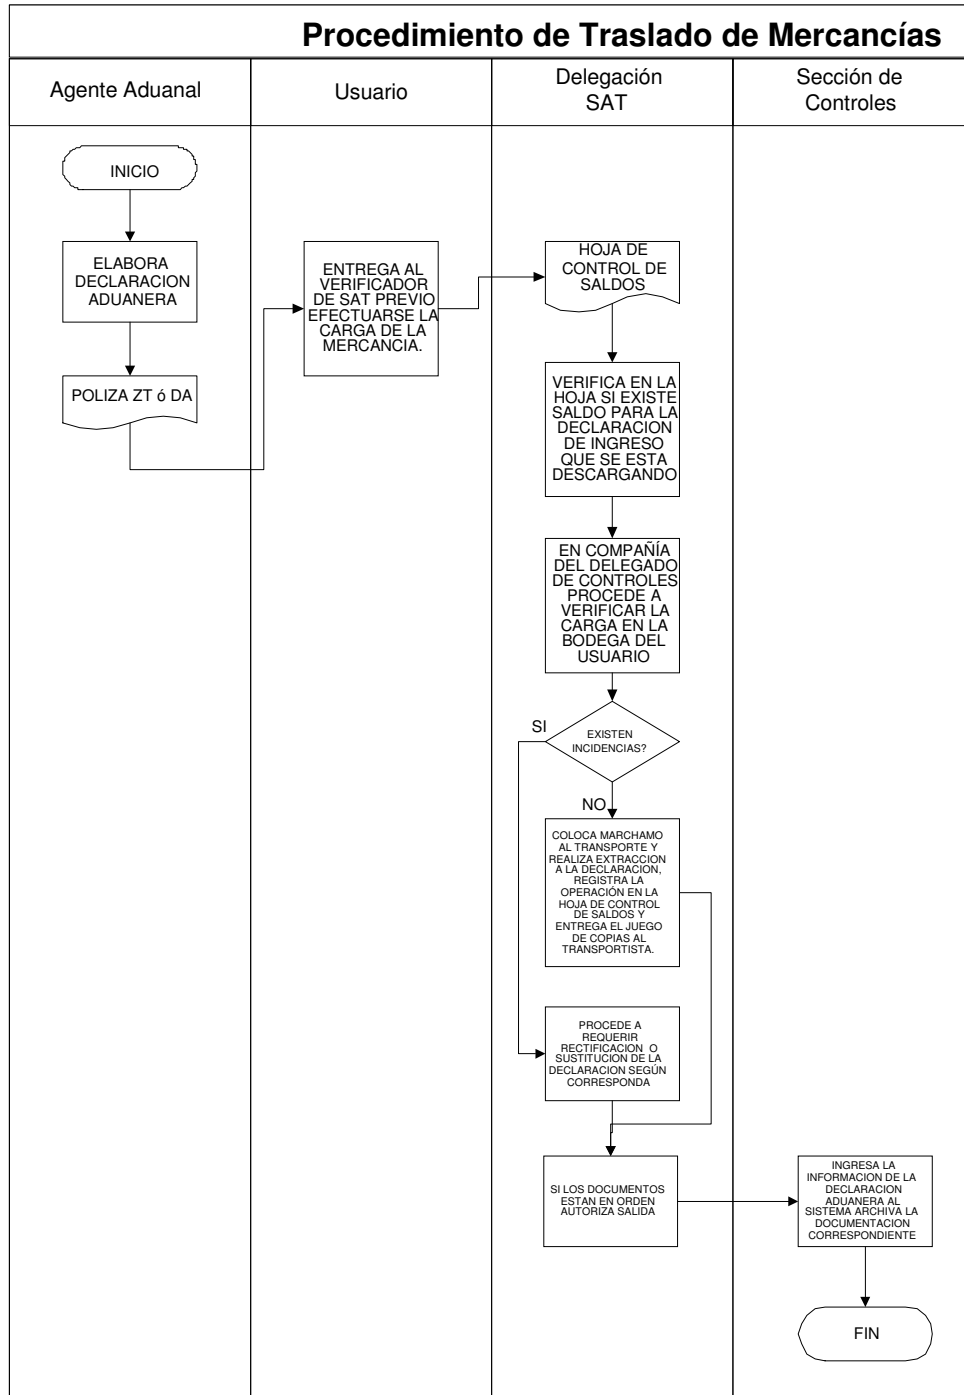 Procedimiento de Traslado de Mercancías
Agente Aduanal
Usuario
Delegación
SAT
Sección de
Controles
INICIO
ELABORA
DECLARACION
ADUANERA
POLIZA ZT ó DA
ENTREGA AL
VERIFICADOR
DE SAT PREVIO
EFECTUARSE LA
CARGA DE LA
MERCANCIA.
HOJA DE
CONTROL DE
SALDOS
VERIFICA EN LA
HOJA SI EXISTE
SALDO PARA LA
DECLARACION
DE INGRESO
QUE SE ESTA
DESCARGANDO
EN COMPAÑÍA
DEL DELEGADO
DE CONTROLES
PROCEDE A
VERIFICAR LA
CARGA EN LA
BODEGA DEL
USUARIO
SI
EXISTEN
INCIDENCIAS?
NO
COLOCA MARCHAMO
AL TRANSPORTE Y
REALIZA EXTRACCION
A LA DECLARACION,
REGISTRA LA
OPERACIÓN EN LA
HOJA DE CONTROL
DE SALDOS Y
ENTREGA EL JUEGO
DE COPIAS AL
TRANSPORTISTA.
PROCEDE A
REQUERIR
RECTIFICACION O
SUSTITUCION DE LA
DECLARACION SEGÚN
CORRESPONDA
SI LOS DOCUMENTOS
ESTAN EN ORDEN
AUTORIZA SALIDA
INGRESA LA
INFORMACION DE LA
DECLARACION
ADUANERA AL
SISTEMA ARCHIVA LA
DOCUMENTACION
CORRESPONDIENTE
FIN